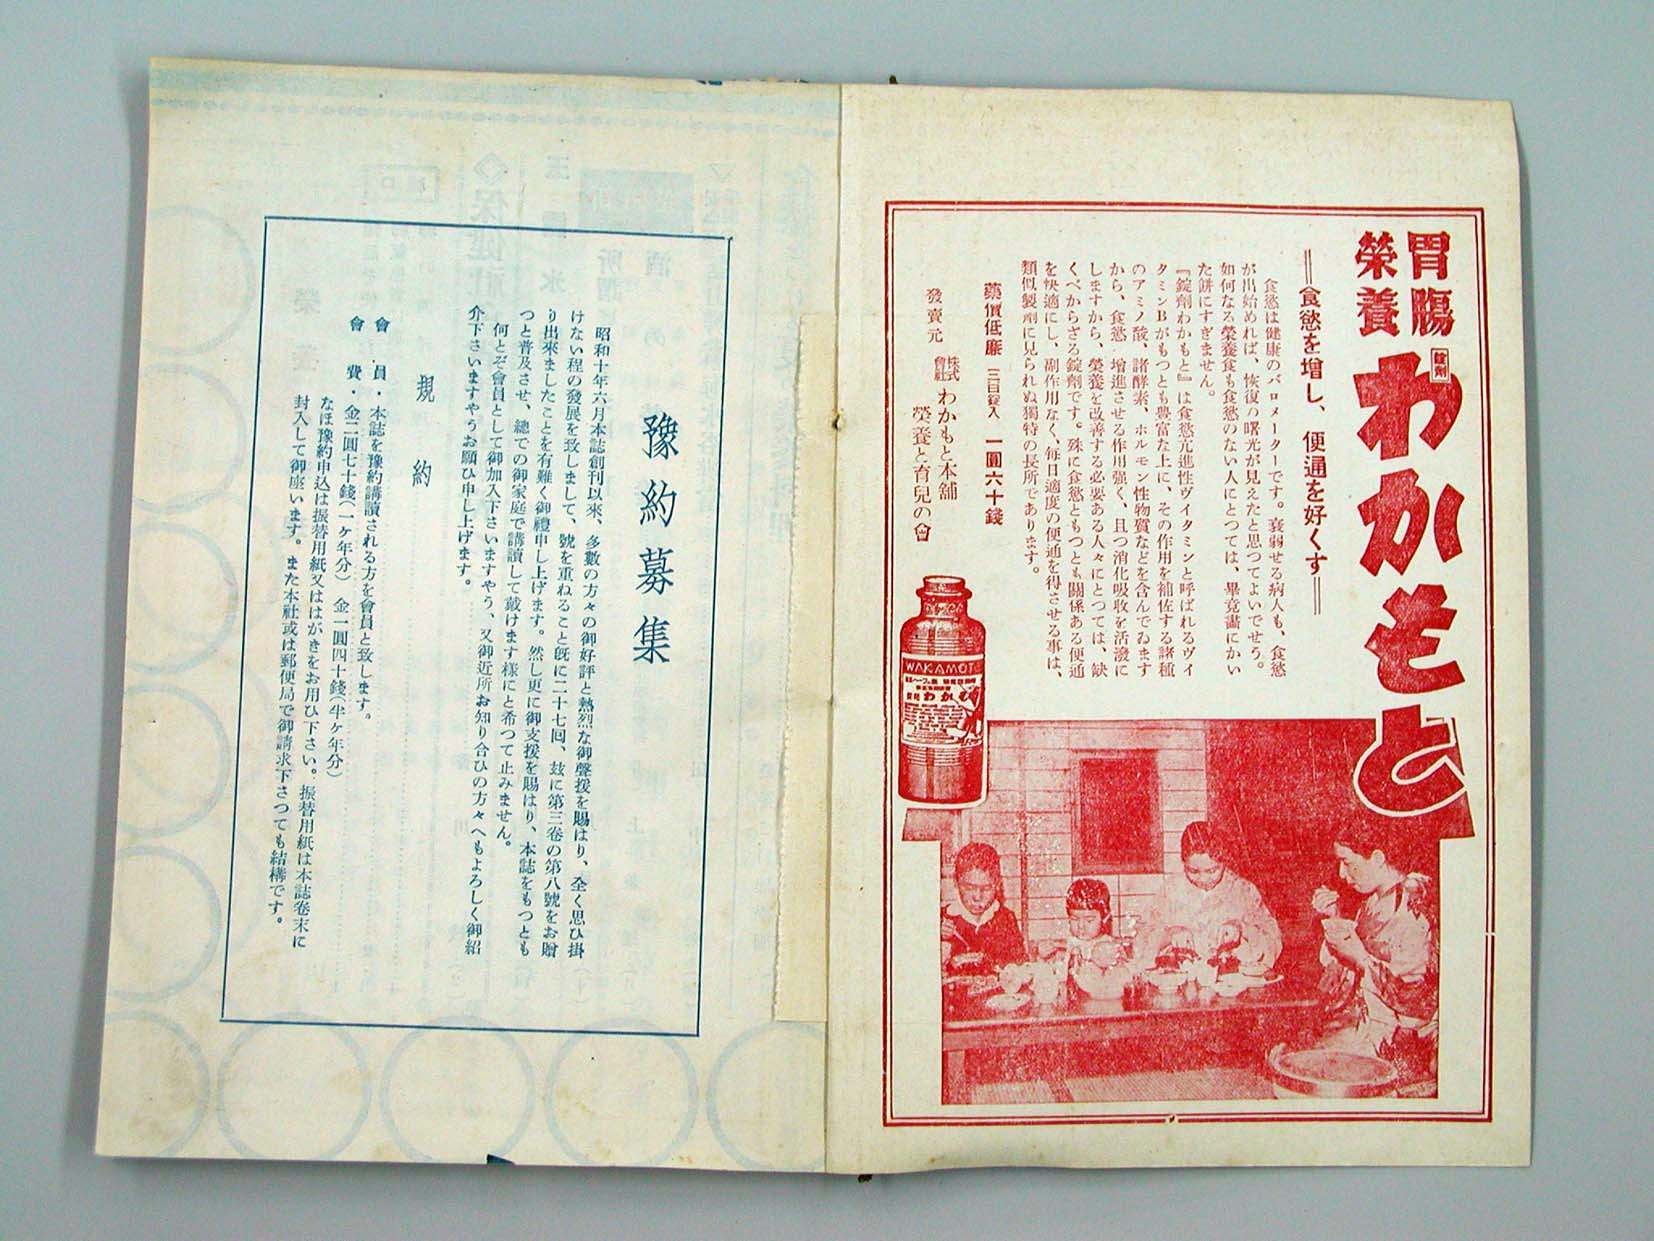 胃腸
榮養
錠劑
わかもと
═食慾を增し、便通を好くす═
食慾は健康のバロメーターです。衰弱せる病人も、食慾
が出始めれば、恢復の曙光が見えたと思つてよいでせう。
如何なる榮養食も食慾のない人にとつては、畢竟畵にかい
た餠にすぎません。
『錠劑わかもと』は食慾亢進性ヴイタミンと呼ばれるヴイ
タミンBがもつとも豐富な上に、その作用を補佐する諸種
のアミノ酸、諸酵素、ホルモン性物質などを含んでゐます
から、食慾增進させる作用強く、且つ消化吸收を活潑に
しますから、榮養を改善する必要ある人々にとつては、缺
くべからざる錠劑です。殊に食慾ともつとも關係ある便通
を快適にし、副作用なく、每日適度の便通を得させる事は、
類似製劑に見られぬ獨特の長所であります。
藥價低廉 三百錠入 一圓六十錢
發賣元 株式會社 わかもと本舖
榮養と育兒の會
WAKAMOTO
わかもと
豫約募集
昭和十年六月本誌創刊以來、多數の方々の御好評と熱烈な御聲援を賜はり、全く思ひ掛
けない程の發展を致しまして、號を重ねること既に二十七回、玆に第三卷の第八號をお贈
り出來ましたことを有難く御禮申し上げます。然し更に御支援を賜はり、本誌をもつとも
つと普及させ、總での御家庭で講讀して戴けます樣にと希つて止みません。
何とぞ會員として御加入下さいますやう、又御近所お知り合ひの方々へもよろしく御紹
介下さいますやうお願ひ申し上げます。
規約
會員・本誌を豫約講讀される方を會員と致します。
會費・金二圓七十錢(一ケ年分) 金一圓四十錢(半ケ年分)
なほ豫約申込は振替用紙又ははがきをお用ひ下さい。振替用紙は本誌卷末に
封入して御座います。また本社或は郵便局で御請求下さつても結構です。